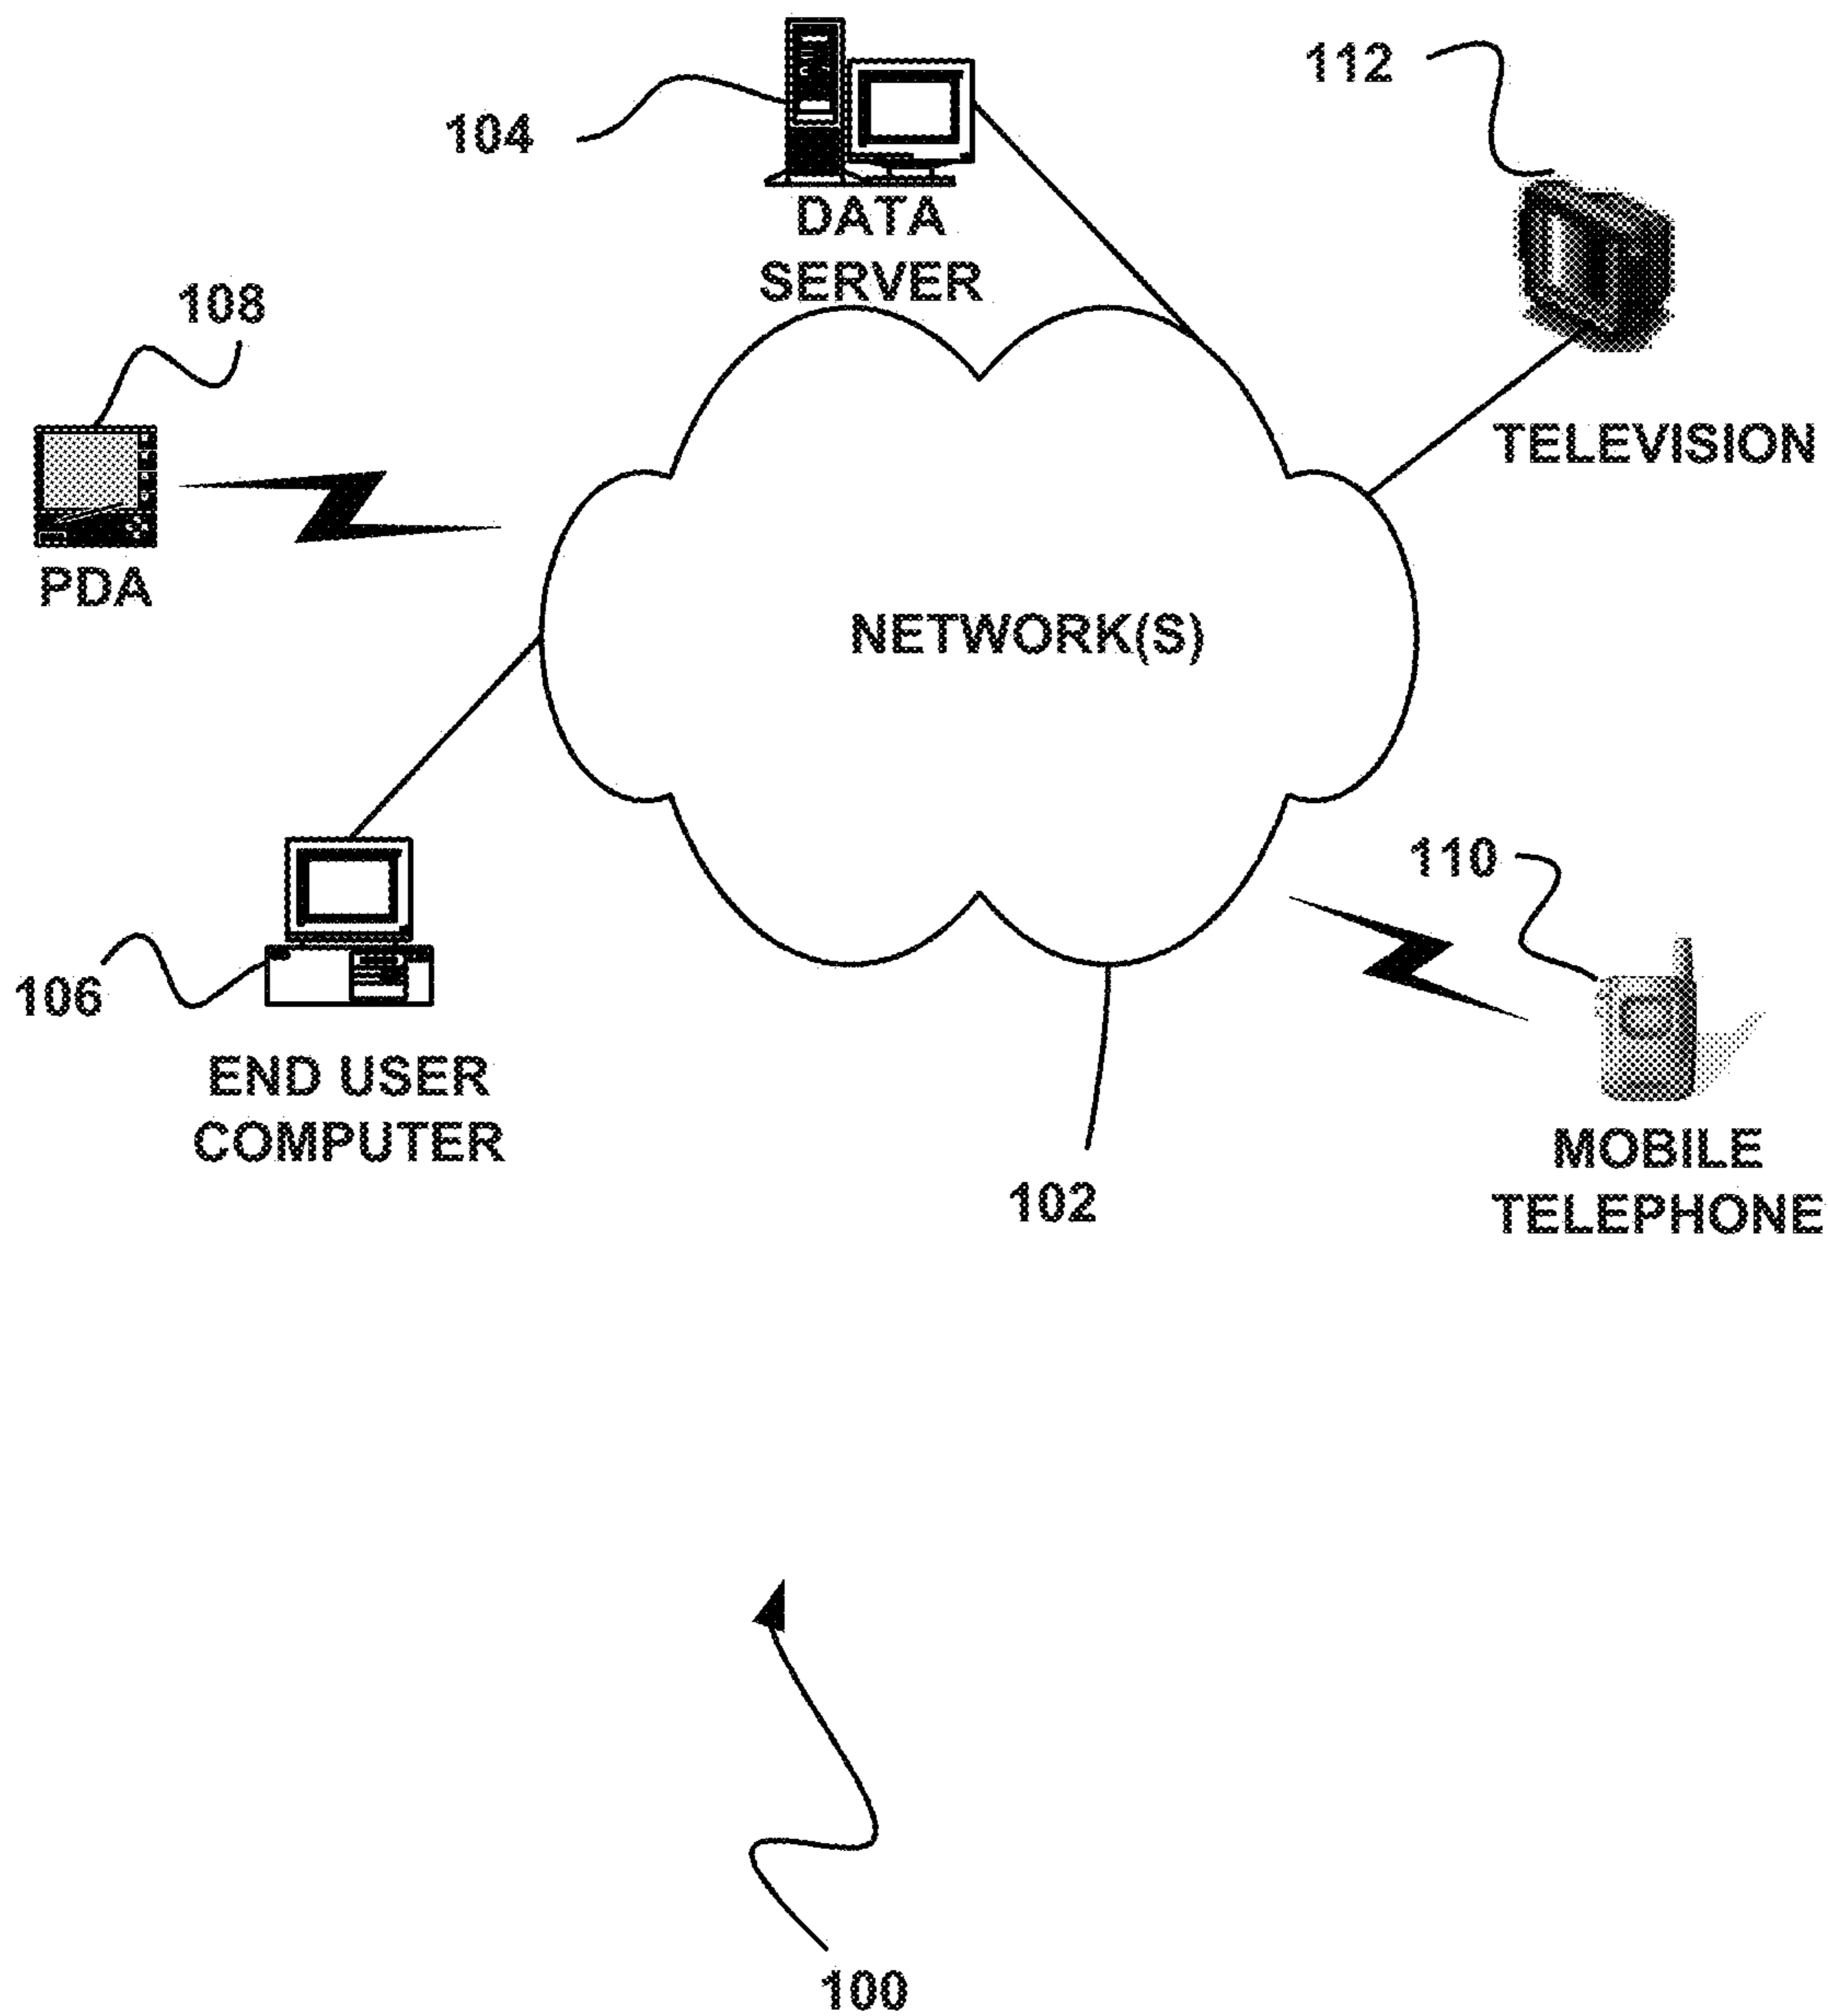 112
104
DATA
SERVER
108
TELEVISION
PDA
NETWORK(S)
110
106
END USER
COMPUTER
MOBILE
TELEPHONE
102
100